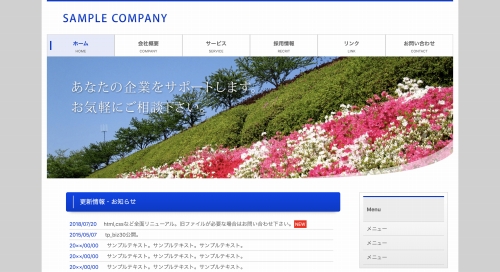 SAMPLE COMPANY
ホーム 会社概要 サービス 採用情報 リンク お問い合わせ
HOME COMPANY SERVICE RECUIT LINK CONTACT
あなたの企業をサポートします。
お気軽にご相談下さい。
更新情報・お知らせ
2018/07/20 html,cssなど全面リニューアル。旧ファイルが必要な場合はお問い合わせ下さい。 NEW
2015/05/07 tp_biz30公開。
20××/00/00 サンプルテキスト。サンプルテキスト。サンプルテキスト。
20××/00/00 サンプルテキスト。サンプルテキスト。サンプルテキスト。
20××/00/00 サンプルテキスト。サンプルテキスト。サンプルテキスト。
Menu
メニュー
メニュー
メニュー